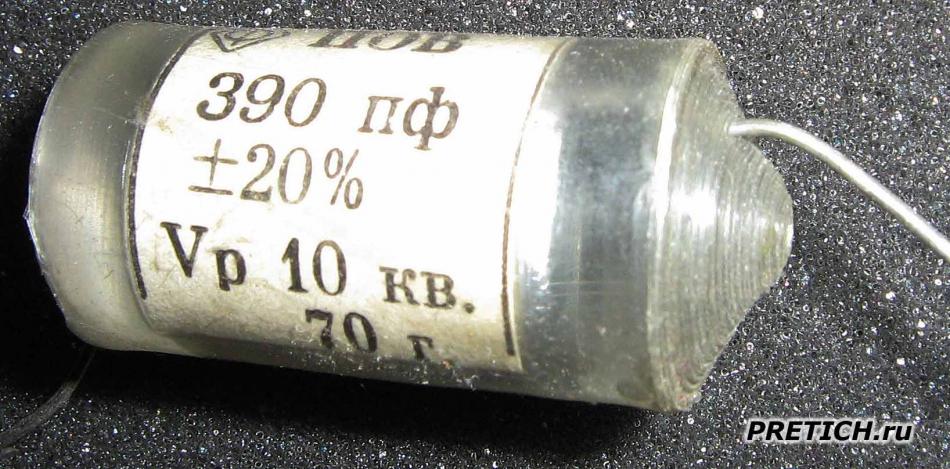 ПОВ
390 пф
±20%
Vр 10 кв.
70 г.
PRETICH.ru